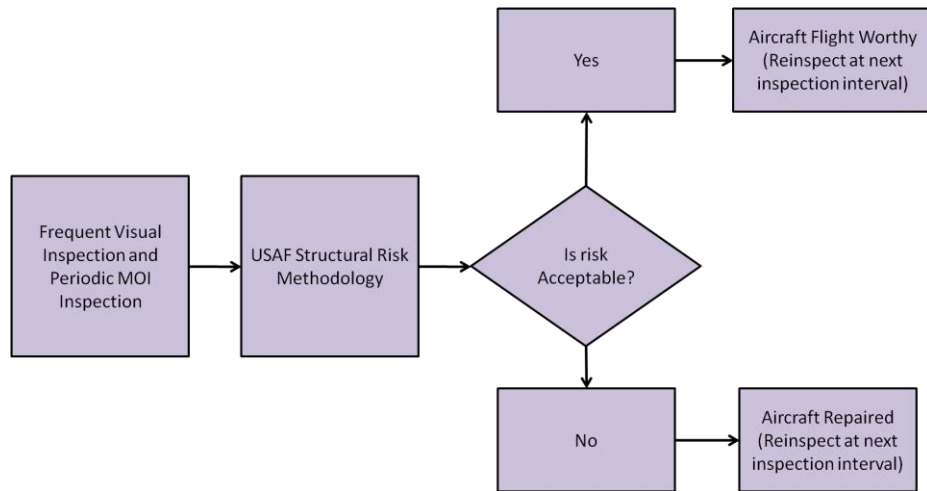 Frequent Visual
Inspection and
Periodic MOI
Inspection
USAF Structural Risk
Methodology
Is risk
Acceptable?
Yes
Aircraft Flight Worthy
(Reinspect at next
inspection interval)
No
Aircraft Repaired
(Reinspect at next
inspection interval)